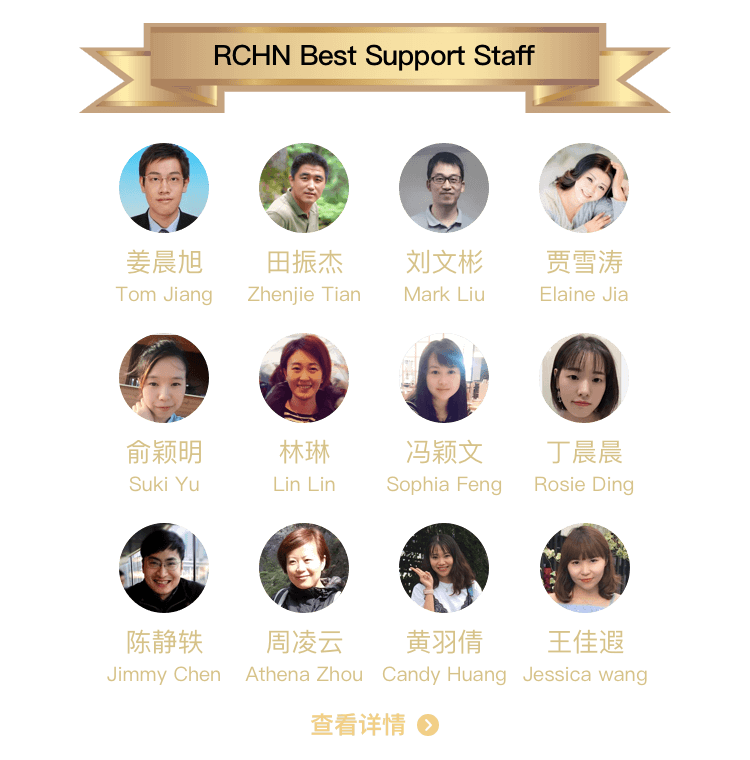 RCHN Best Support Staff
姜晨旭 田振杰 刘文彬 贾雪涛
Tom Jiang Zhenjie Tian Mark Liu Elaine Jia
俞颖明 林琳 冯颖文 丁晨晨
Suki Yu Lin Lin Sophia Feng Rosie Ding
陈静轶 周凌云 黄羽倩 王佳遐
Jimmy Chen Athena Zhou Candy Huang Jessica wang
查看详情